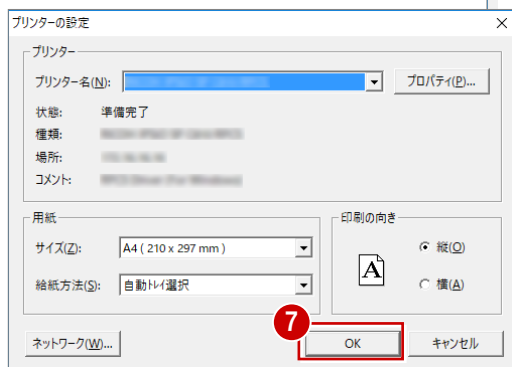 プリンターの設定
プリンター
プリンター名(N):
プロパティ(P)...
状態: 準備完了
種類:
場所:
コメント:
用紙
サイズ(Z): A4 ( 210 x 297 mm )
給紙方法(S): 自動トレイ選択
印刷の向き
A
縦(O)
横(A)
7
ネットワーク(W)...
OK
キャンセル